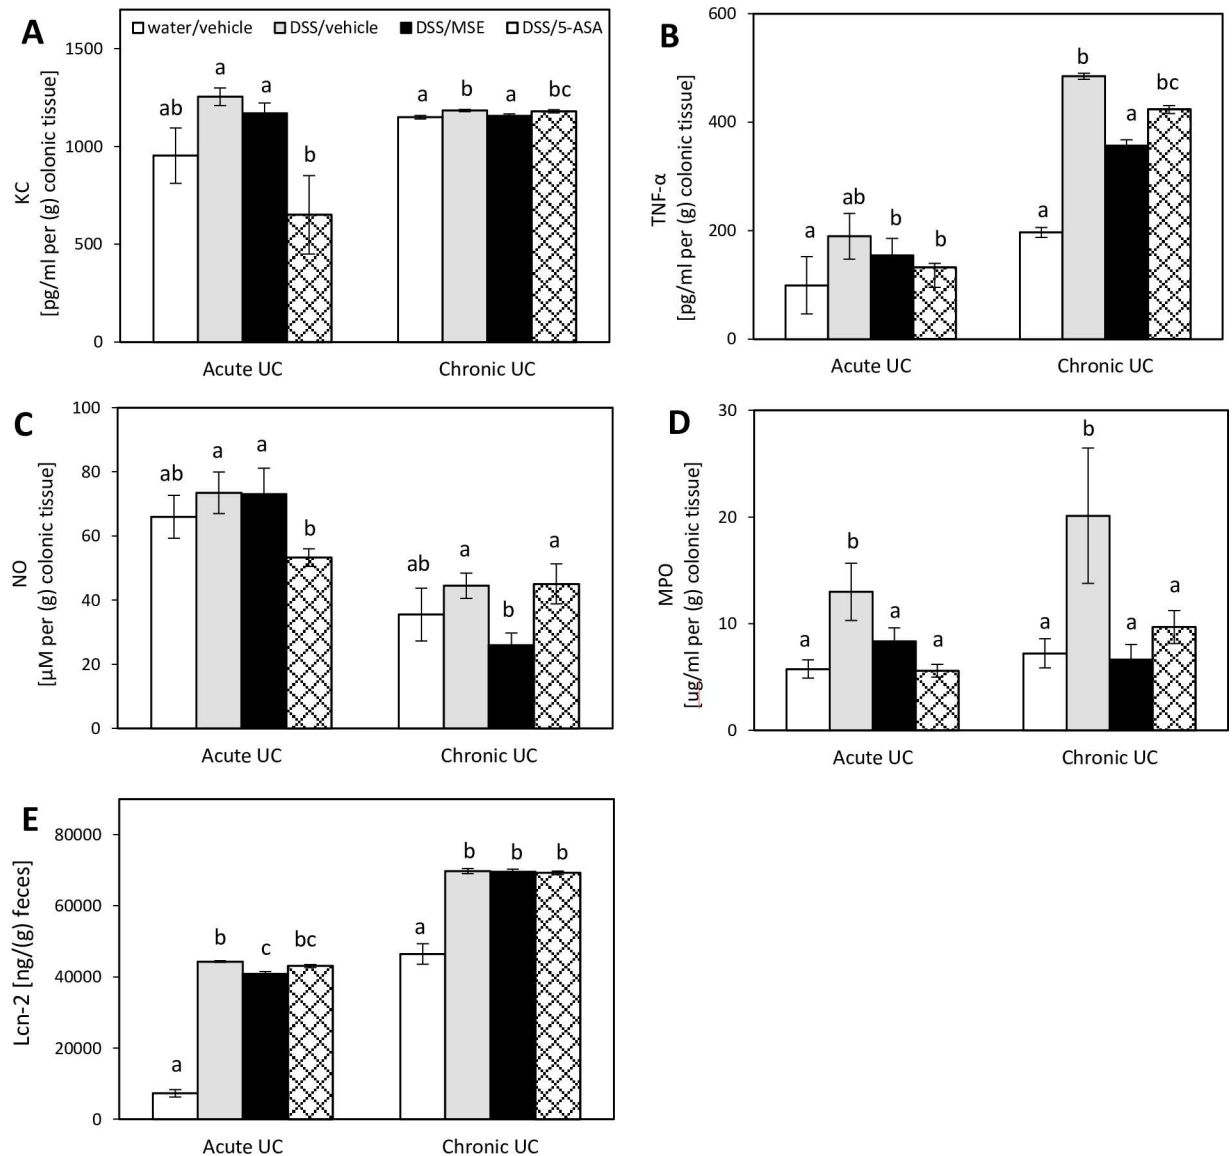 A
water/vehicle DSS/vehicle DSS/MSE DSS/5-ASA
1500
1000
500
0
KC
[pg/ml per (g) colonic tissue]
ab a a b
a b a bc
Acute UC Chronic UC
B
600
400
200
0
TNF-α
[pg/ml per (g) colonic tissue]
a ab b b
a b a bc
Acute UC Chronic UC
C
100
80
60
40
20
0
NO
[µM per (g) colonic tissue]
ab a a b
ab a b a
Acute UC Chronic UC
D
30
20
10
0
MPO
[ug/ml per (g) colonic tissue]
a b a a
a b a a
Acute UC Chronic UC
E
80000
60000
40000
20000
0
Lcn-2 [ng/(g) feces]
a b c bc
a b b b
Acute UC Chronic UC